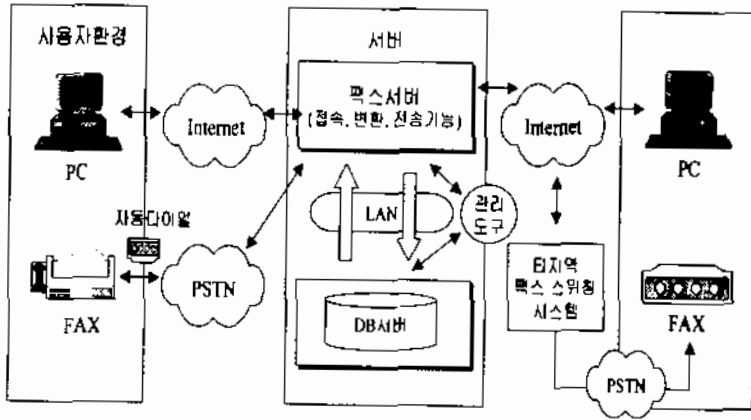 사용자환경
PC
자동다이얼
FAX
Internet
PSTN
서버
팩스서버
(접속, 변환, 전송기능)
LAN
관리
도구
DB서버
Internet
타지역
팩스 스위칭
시스템
PC
FAX
PSTN